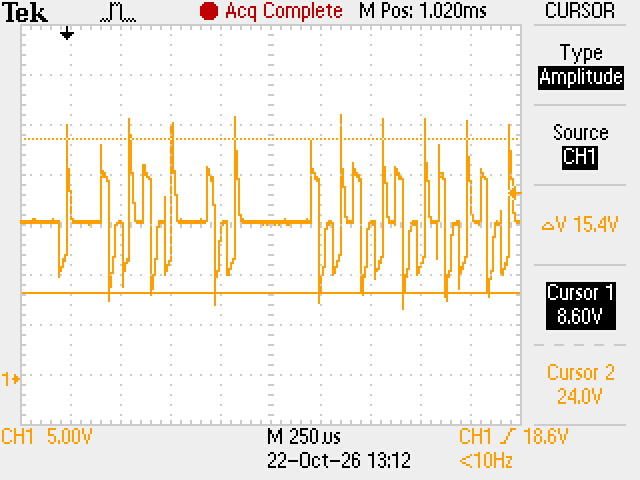 Tek Acq Complete M Pos: 1.020ms CURSOR
Type
Amplitude
Source
CH1
△V 15.4V
Cursor 1
8.60V
Cursor 2
24.0V
1
CH1 5.00V M 250µs CH1 18.6V
22-Oct-26 13:12 <10Hz